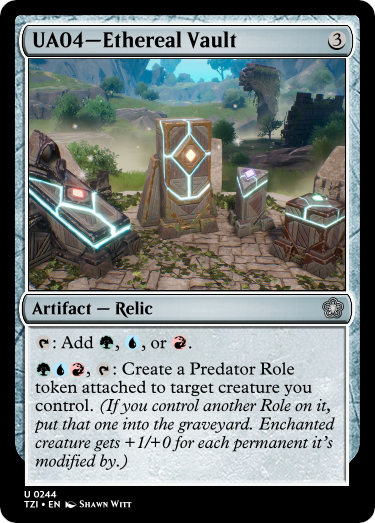 UA04—Ethereal Vault 3
Artifact — Relic
: Add , , or .
, : Create a Predator Role
token attached to target creature you
control. (If you control another Role on it,
put that one into the graveyard. Enchanted
creature gets +1/+0 for each permanent it's
modified by.)
U 0244
TZI • EN Shawn Witt